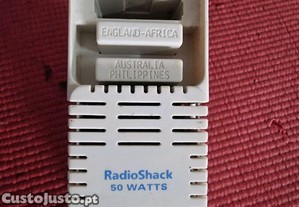 ENGLAND-AFRICA
AUSTRALIA
PHILIPPINES
RadioShack
50 WATTS
CustoJusto.pt